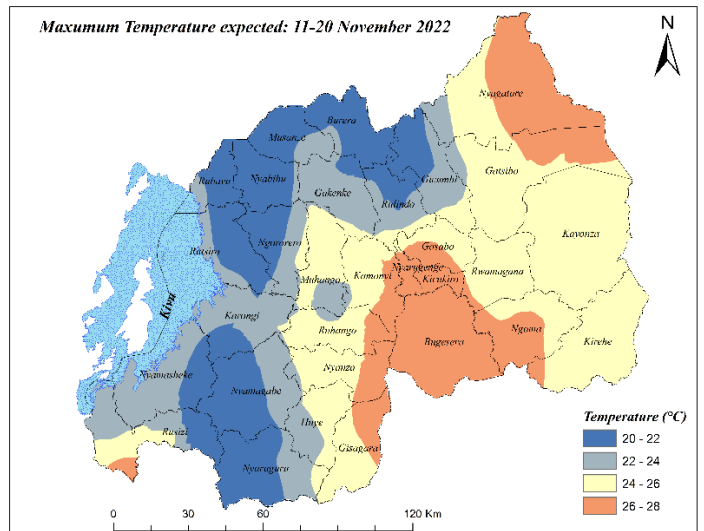 Maxumum Temperature expected: 11-20 November 2022
N
Nyagatare
Burera
Musanze
Rubavu
Nyabihu
Gakenke
Gicumbi
Gatsibo
Rulindo
Kayonza
Rutsiro
Ngororero
Gasabo
Muhanga
Kamonyi
Nyarugenge
Kicukiro
Rwamagana
Kivu
Karongi
Ruhango
Bugesera
Ngoma
Kirehe
Nyamasheke
Nyanza
Nyamagabe
Rusizi
Huye
Gisagara
Nyaruguru
Temperature (°C)
20 - 22
22 - 24
24 - 26
26 - 28
0 30 60 120 Km